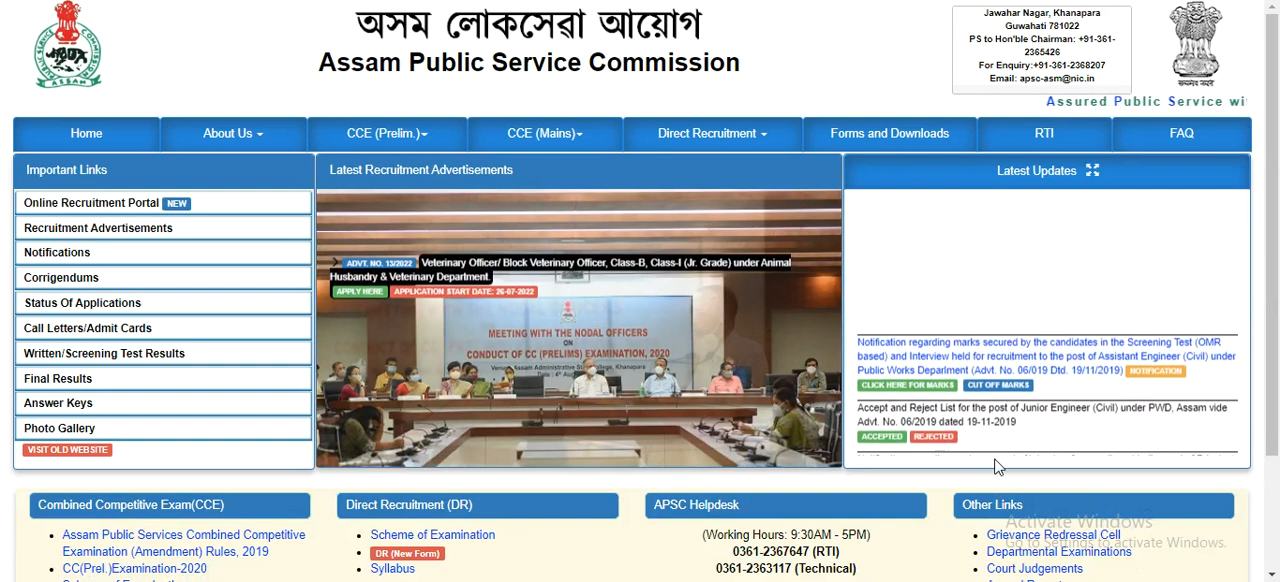 অসম লোকসেৱা আয়োগ
Assam Public Service Commission
Jawahar Nagar, Khanapara
Guwahati 781022
PS to Hon'ble Chairman: +91-361-
2365426
For Enquiry:+91-361-2368207
Email: apsc-asm@nic.in
Assured Public Service wi
Home About Us CCE (Prelim.) CCE (Mains) Direct Recruitment Forms and Downloads RTI FAQ
Important Links
Online Recruitment Portal NEW
Recruitment Advertisements
Notifications
Corrigendums
Status Of Applications
Call Letters/Admit Cards
Written/Screening Test Results
Final Results
Answer Keys
Photo Gallery
VISIT OLD WEBSITE
Latest Recruitment Advertisements
ADVT. NO. 13/2022 Veterinary Officer/ Block Veterinary Officer, Class-B, Class-I (Jr. Grade) under Animal
Husbandry & Veterinary Department.
APPLY HERE APPLICATION START DATE: 26-07-2022
MEETING WITH THE NODAL OFFICERS
ON
CONDUCT OF CC (PRELIMS) EXAMINATION, 2020
Latest Updates
Notification regarding marks secured by the candidates in the Screening Test (OMR
based) and Interview held for recruitment to the post of Assistant Engineer (Civil) under
Public Works Department (Advt. No. 06/019 Dtd. 19/11/2019) NOTIFICATION
CLICK HERE FOR MARKS CUT OFF MARKS
Accept and Reject List for the post of Junior Engineer (Civil) under PWD, Assam vide
Advt. No. 06/2019 dated 19-11-2019
ACCEPTED REJECTED
Combined Competitive Exam(CCE)
Assam Public Services Combined Competitive
Examination (Amendment) Rules, 2019
CC(Prel.)Examination-2020
Direct Recruitment (DR)
Scheme of Examination
DR (New Form)
Syllabus
APSC Helpdesk
(Working Hours: 9:30AM - 5PM)
0361-2367647 (RTI)
0361-2363117 (Technical)
Other Links
Grievance Redressal Cell
Departmental Examinations
Court Judgements
Activate Windows
Go to Settings to activate Windows.